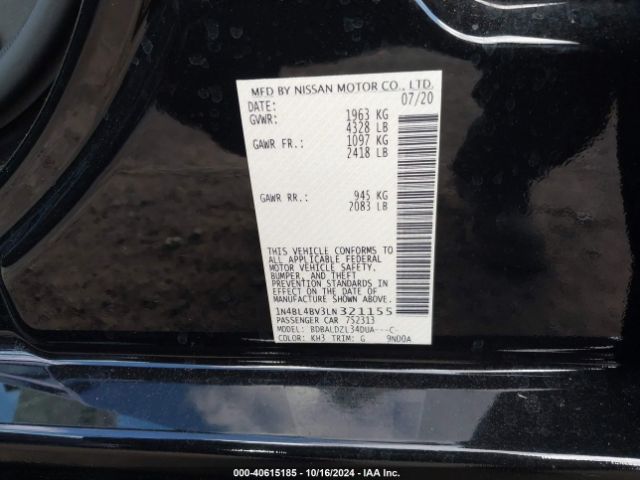 MFD BY NISSAN MOTOR CO., LTD.
DATE: 07/20
GVWR: 1963 KG
4328 LB
GAWR FR.: 1097 KG
2418 LB
GAWR RR.: 945 KG
2083 LB
THIS VEHICLE CONFORMS TO
ALL APPLICABLE FEDERAL
MOTOR VEHICLE SAFETY,
BUMPER, AND THEFT
PREVENTION STANDARDS IN
EFFECT ON THE DATE OF
MANUFACTURE SHOWN ABOVE.
1N4BL4BV3LN321155
PASSENGER CAR 7S2313
MODEL: BDBALDZL34DUA---C-
COLOR: KH3 TRIM: G 9N00A
000-40615185 - 10/16/2024 - IAA Inc.